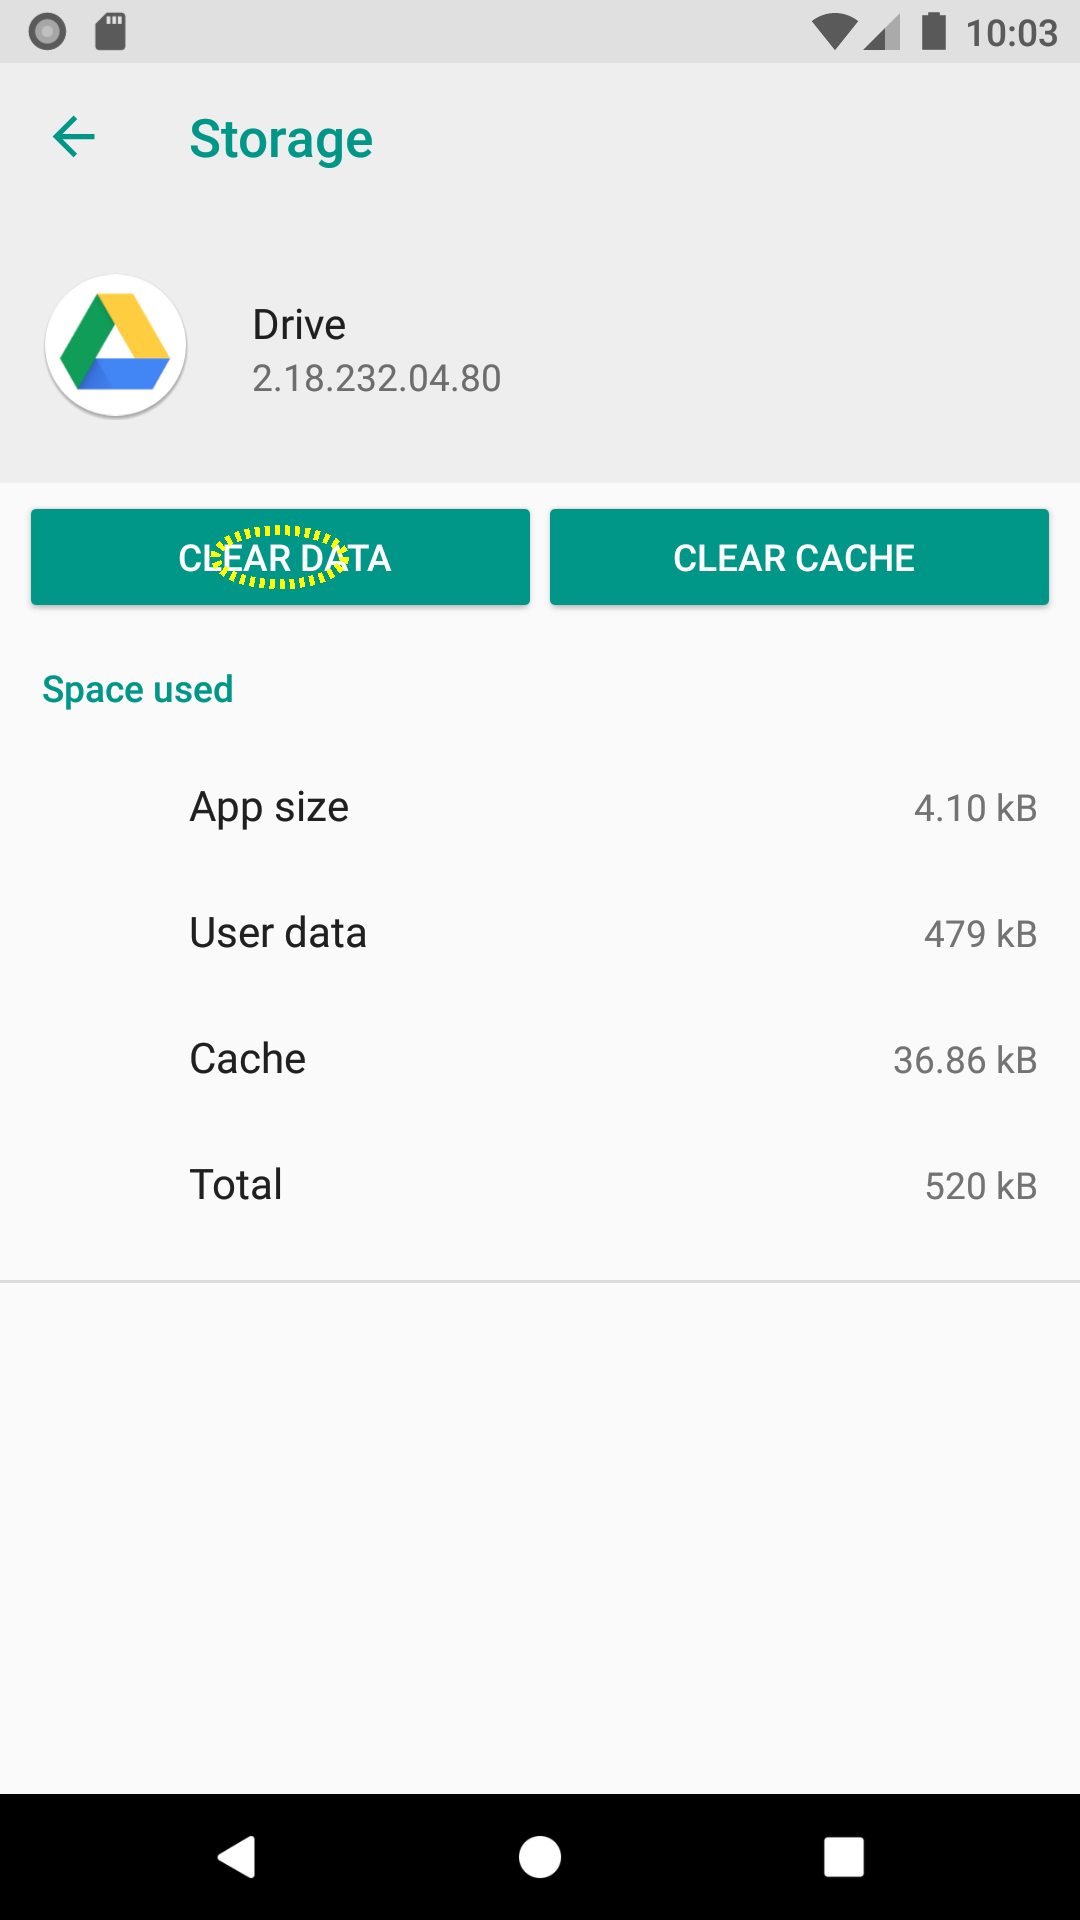 10:03
Storage
Drive
2.18.232.04.80
CLEAR DATA
CLEAR CACHE
Space used
App size
4.10 kB
User data
479 kB
Cache
36.86 kB
Total
520 kB